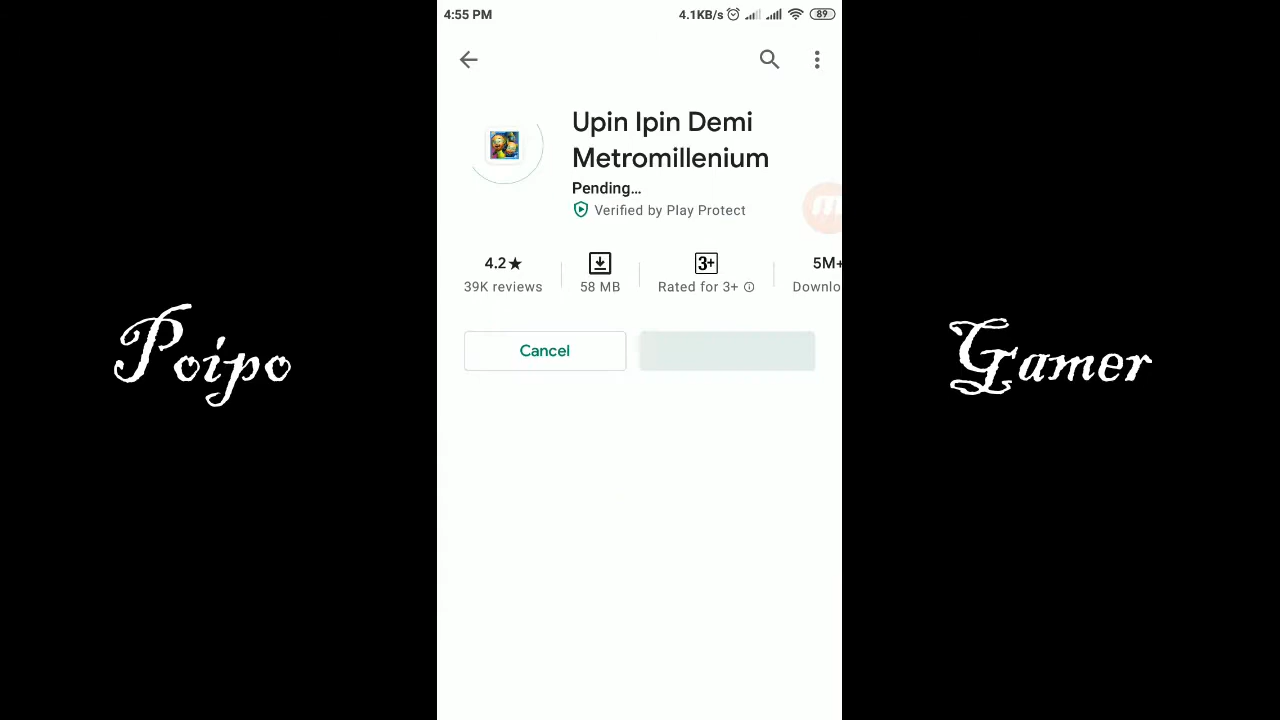 4:55 PM
4.1KB/s
89
Upin Ipin Demi
Metromillenium
Pending...
Verified by Play Protect
4.2★
39K reviews
58 MB
3+
Rated for 3+
5M+
Downlo
Cancel
Poipo
Gamer